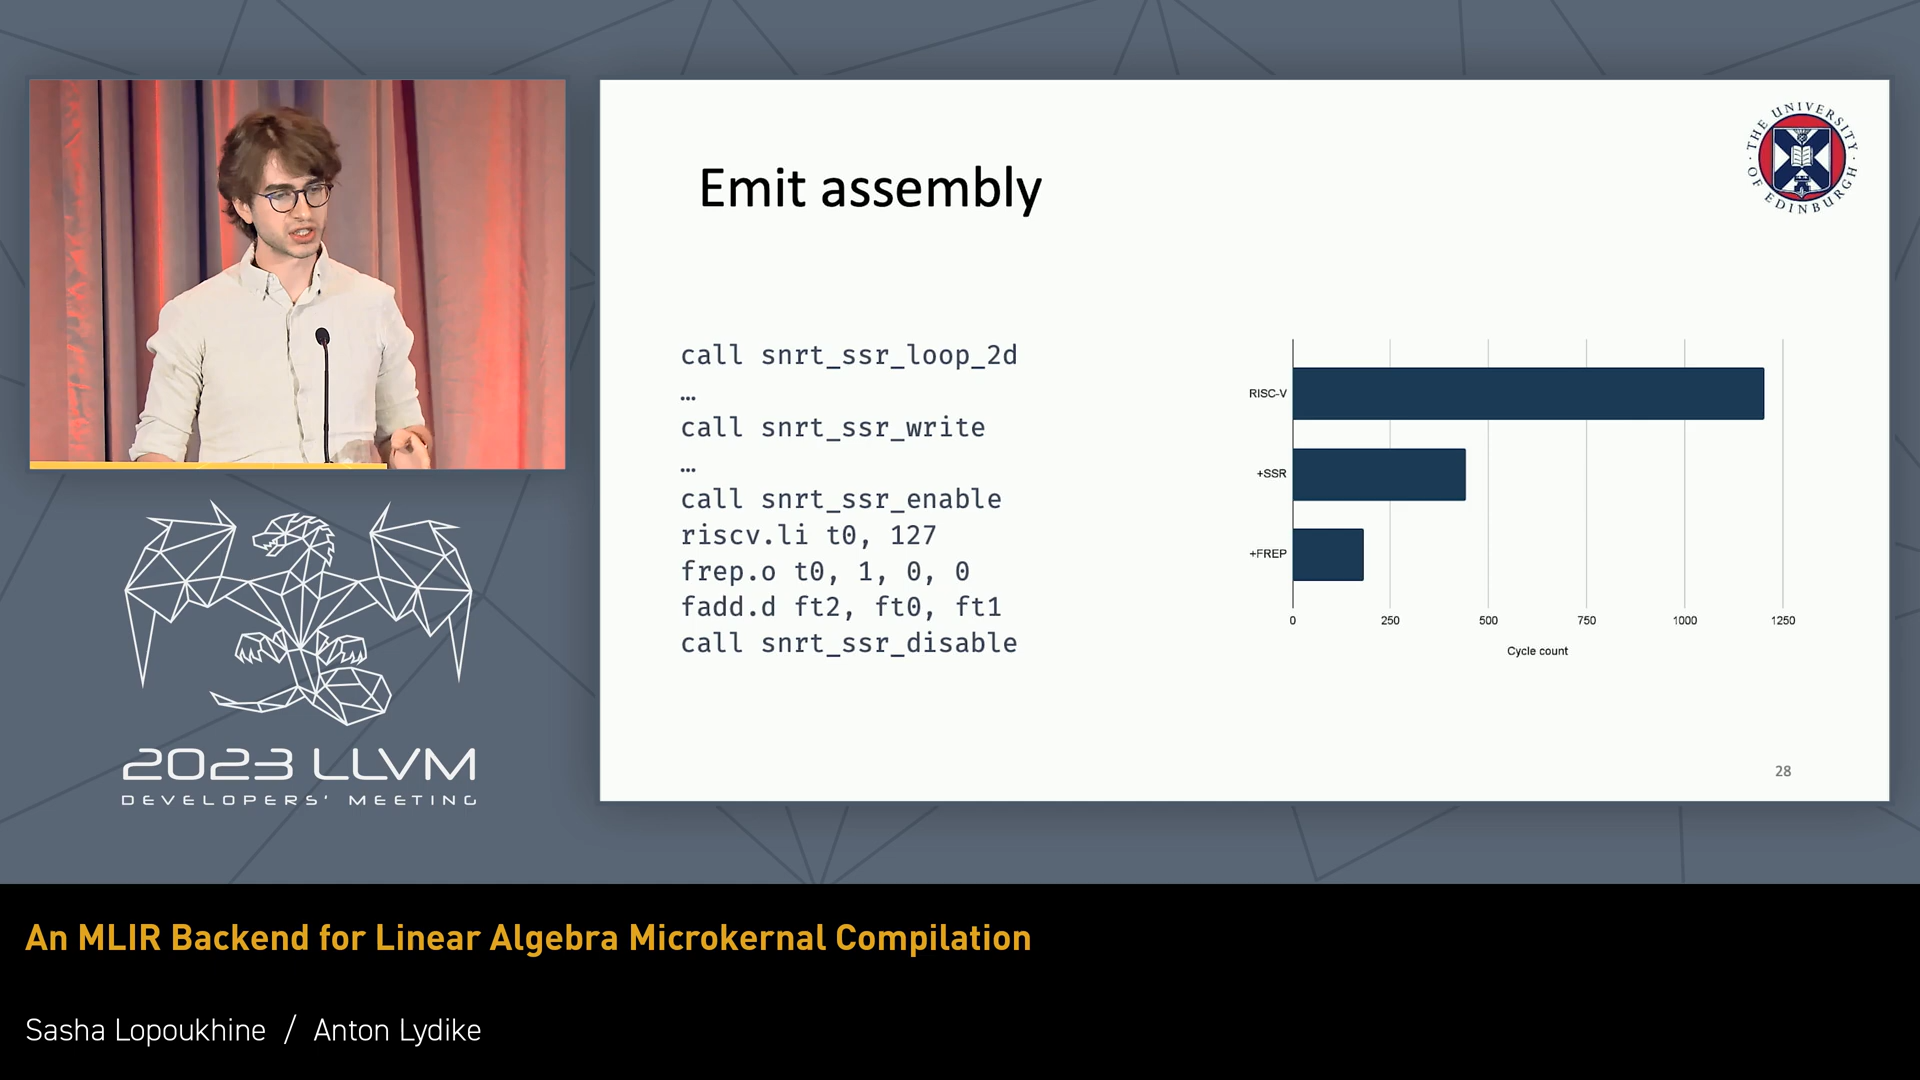 THE UNIVERSITY OF EDINBURGH
Emit assembly
call snrt_ssr_loop_2d
…
call snrt_ssr_write
…
call snrt_ssr_enable
riscv.li t0, 127
frep.o t0, 1, 0, 0
fadd.d ft2, ft0, ft1
call snrt_ssr_disable
RISC-V
+SSR
+FREP
0 250 500 750 1000 1250
Cycle count
28
2023 LLVM
DEVELOPERS' MEETING
An MLIR Backend for Linear Algebra Microkernal Compilation
Sasha Lopoukhine / Anton Lydike